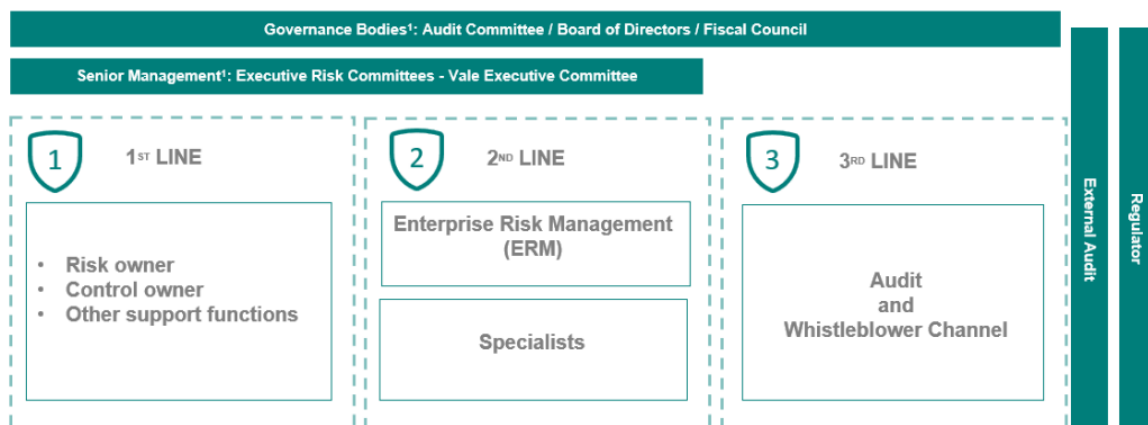 Governance Bodies¹: Audit Committee / Board of Directors / Fiscal Council
Senior Management¹: Executive Risk Committees - Vale Executive Committee
1
1ST LINE
• Risk owner
• Control owner
• Other support functions
2
2ND LINE
Enterprise Risk Management
(ERM)
Specialists
3
3RD LINE
Audit
and
Whistleblower Channel
External Audit
Regulator